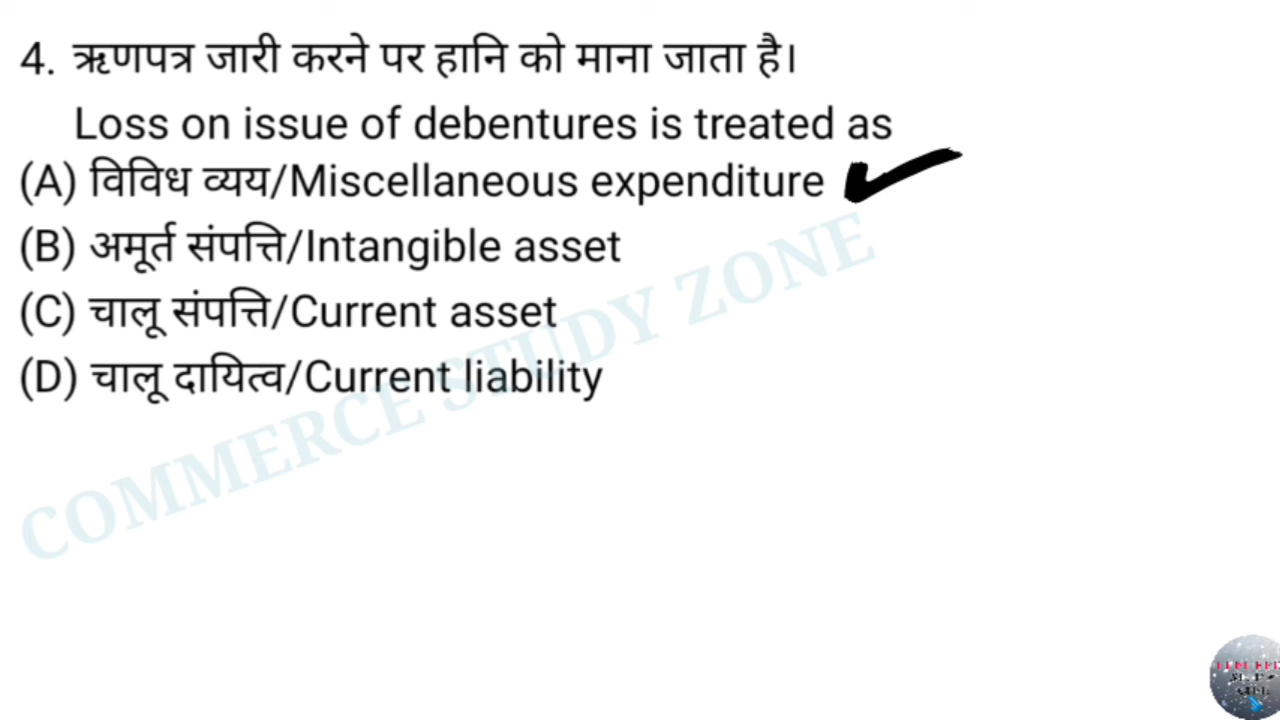 4. ऋणपत्र जारी करने पर हानि को माना जाता है।
Loss on issue of debentures is treated as
(A) विविध व्यय/Miscellaneous expenditure
(B) अमूर्त संपत्ति/Intangible asset
(C) चालू संपत्ति/Current asset
(D) चालू दायित्व/Current liability
COMMERCE STUDY ZONE